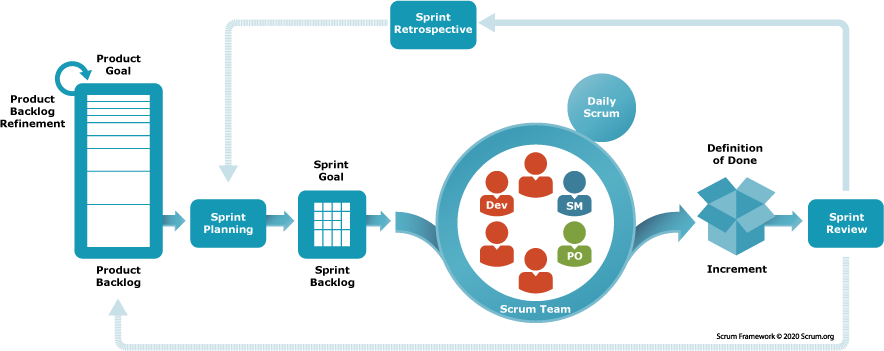 Sprint
Retrospective
Product
Goal
Product
Backlog
Refinement
Daily
Scrum
Definition
of Done
Sprint
Goal
Dev
SM
Sprint
Planning
Sprint
Review
PO
Product
Backlog
Sprint
Backlog
Increment
Scrum Team
Scrum Framework © 2020 Scrum.org